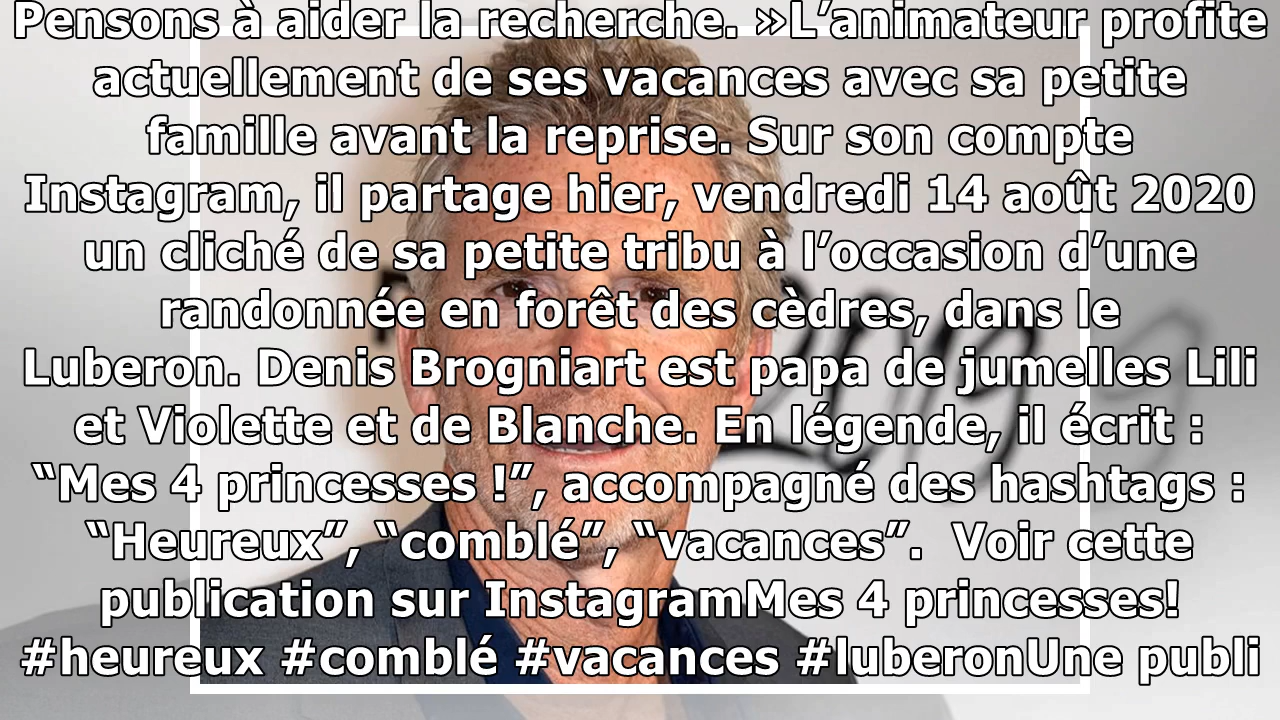 Pensons à aider la recherche. »L’animateur profite
actuellement de ses vacances avec sa petite
famille avant la reprise. Sur son compte
Instagram, il partage hier, vendredi 14 août 2020
un cliché de sa petite tribu à l’occasion d’une
randonnée en forêt des cèdres, dans le
Luberon. Denis Brogniart est papa de jumelles Lili
et Violette et de Blanche. En légende, il écrit :
“Mes 4 princesses !”, accompagné des hashtags :
“Heureux”, “comblé”, “vacances”.  Voir cette
publication sur InstagramMes 4 princesses!
#heureux #comblé #vacances #luberonUne publi